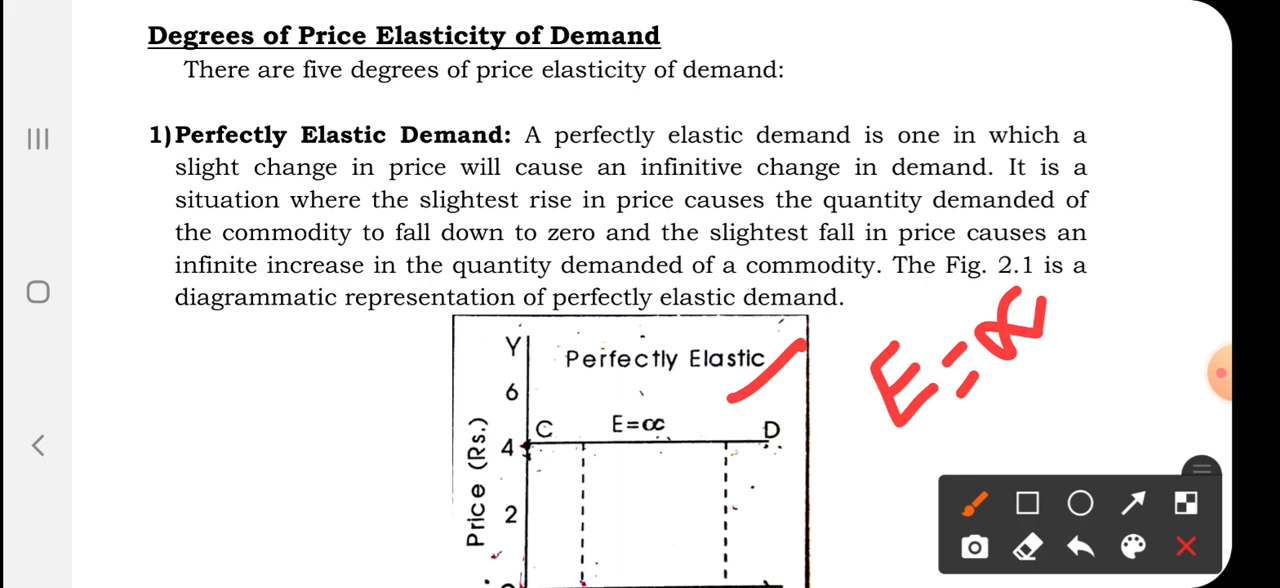 Degrees of Price Elasticity of Demand
There are five degrees of price elasticity of demand:
1) Perfectly Elastic Demand: A perfectly elastic demand is one in which a
slight change in price will cause an infinitive change in demand. It is a
situation where the slightest rise in price causes the quantity demanded of
the commodity to fall down to zero and the slightest fall in price causes an
infinite increase in the quantity demanded of a commodity. The Fig. 2.1 is a
diagrammatic representation of perfectly elastic demand.
E=∝
Y
Perfectly Elastic
6
C E=∝ D
4
Price (Rs.)
2